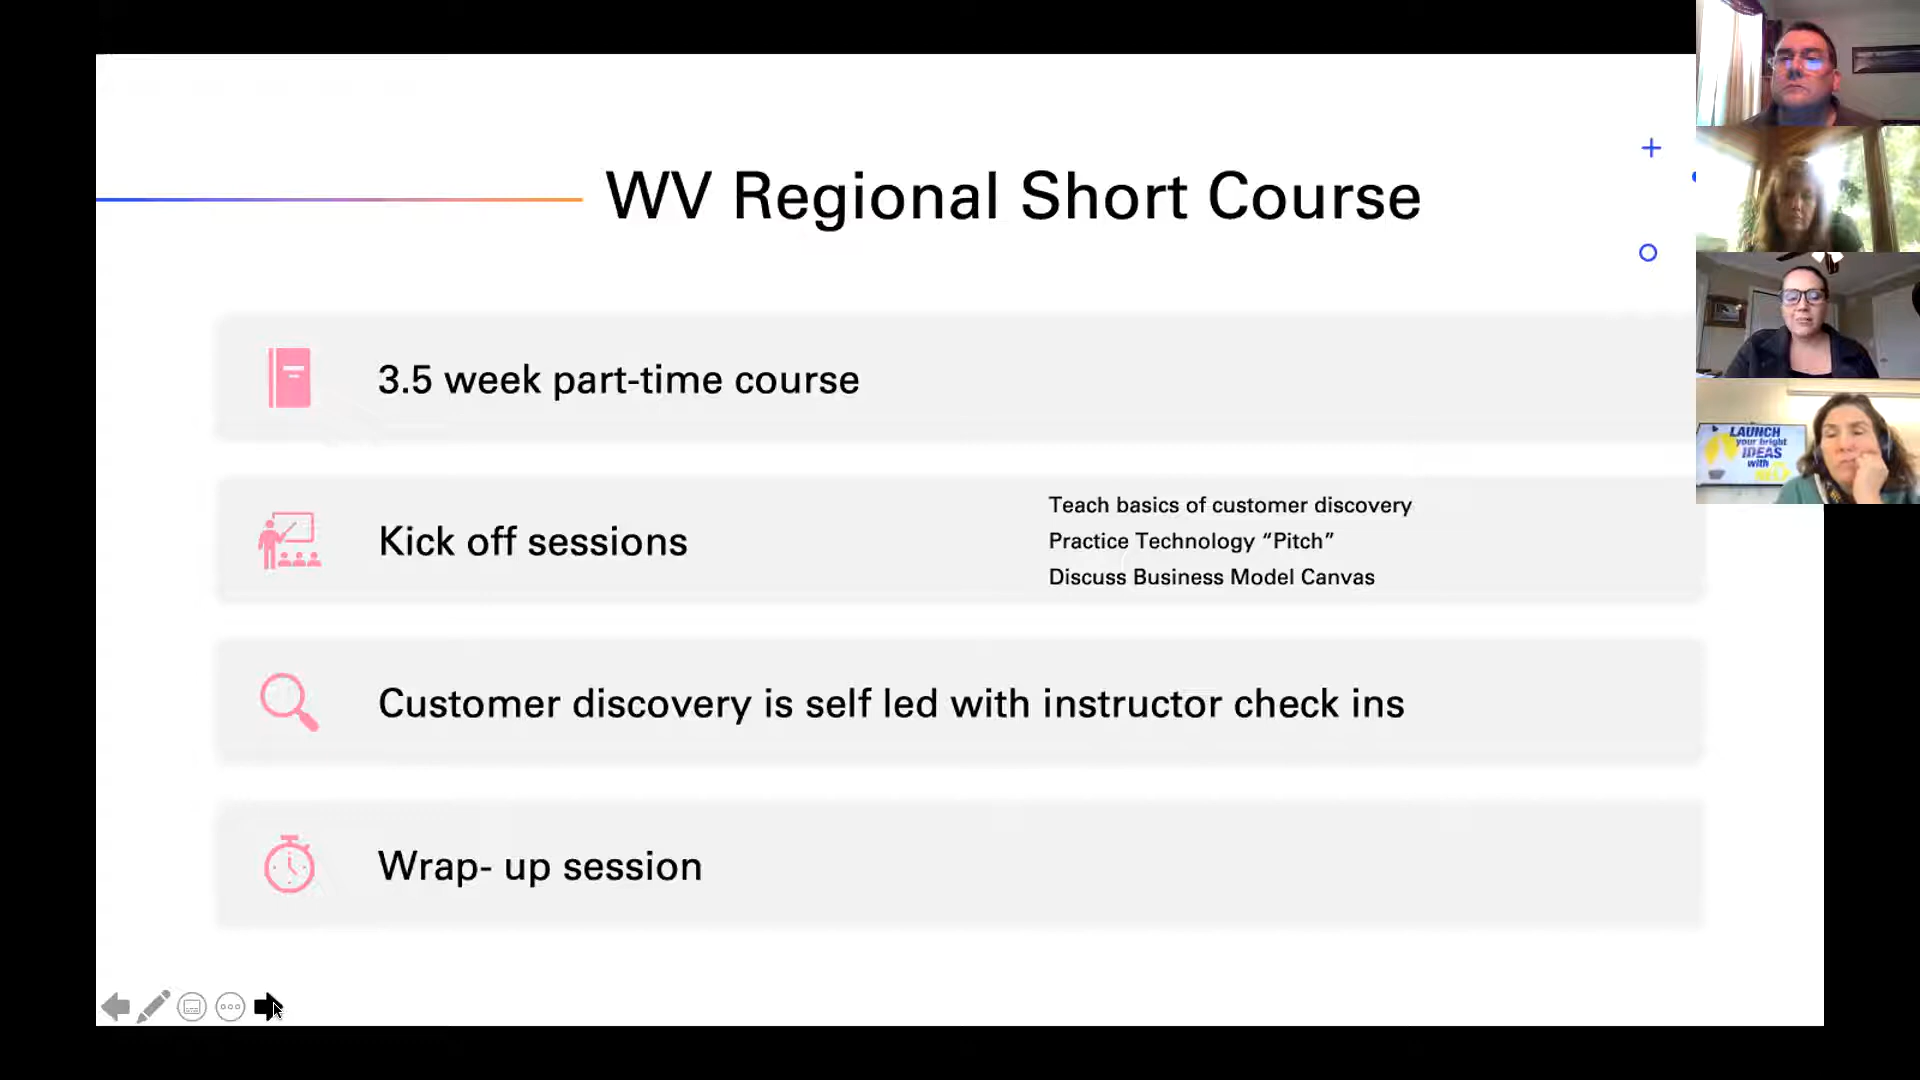 WV Regional Short Course
3.5 week part-time course
Kick off sessions
Teach basics of customer discovery
Practice Technology “Pitch”
Discuss Business Model Canvas
Customer discovery is self led with instructor check ins
Wrap- up session
LAUNCH
your bright
IDEAS
with